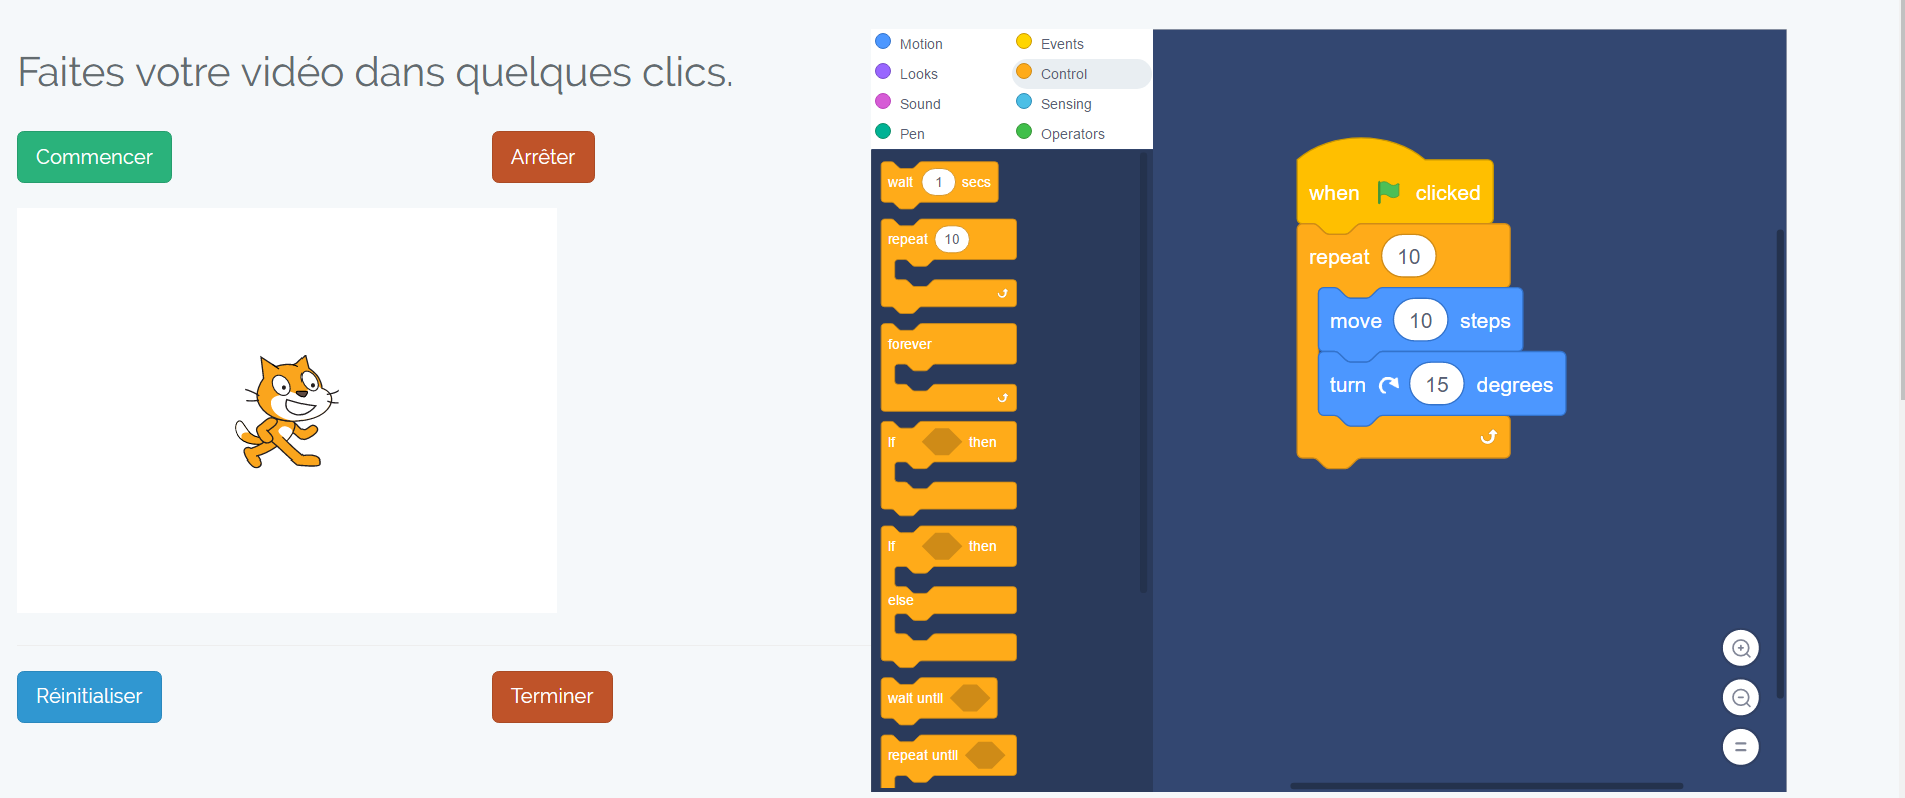 Faites votre vidéo dans quelques clics.
Commencer
Arrêter
Réinitialiser
Terminer
Motion
Events
Looks
Control
Sound
Sensing
Pen
Operators
wait 1 secs
repeat 10
forever
if then
if then
else
wait until
repeat until
when clicked
repeat 10
move 10 steps
turn 15 degrees